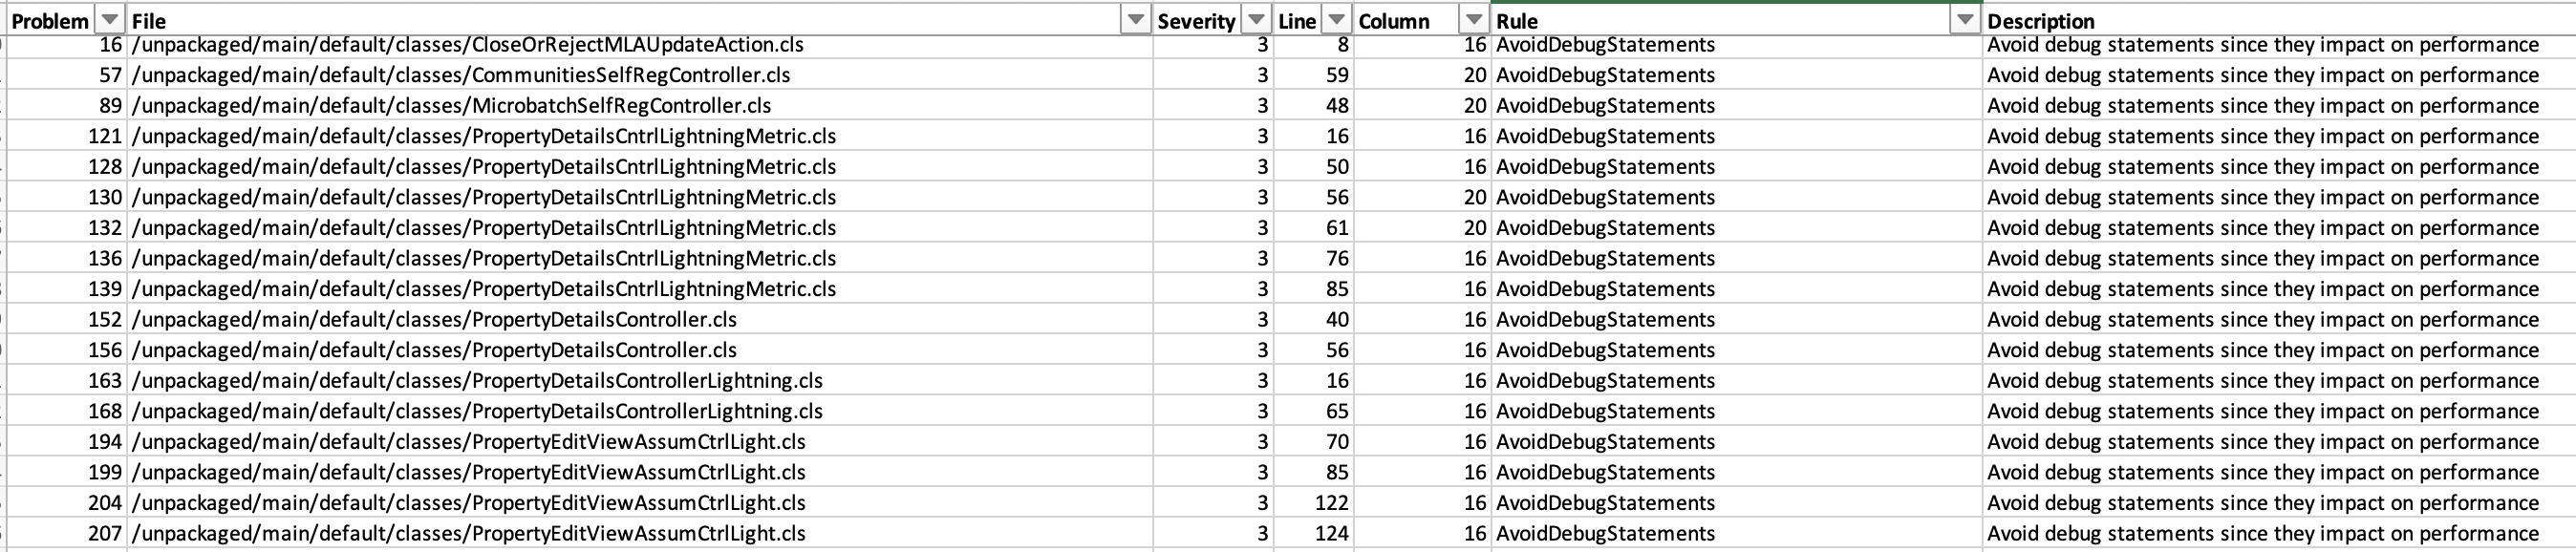 Problem File Severity Line Column Rule Description
16 /unpackaged/main/default/classes/CloseOrRejectMLAUpdateAction.cls 3 8 16 AvoidDebugStatements Avoid debug statements since they impact on performance
57 /unpackaged/main/default/classes/CommunitiesSelfRegController.cls 3 59 20 AvoidDebugStatements Avoid debug statements since they impact on performance
89 /unpackaged/main/default/classes/MicrobatchSelfRegController.cls 3 48 20 AvoidDebugStatements Avoid debug statements since they impact on performance
121 /unpackaged/main/default/classes/PropertyDetailsCntrlLightningMetric.cls 3 16 16 AvoidDebugStatements Avoid debug statements since they impact on performance
128 /unpackaged/main/default/classes/PropertyDetailsCntrlLightningMetric.cls 3 50 16 AvoidDebugStatements Avoid debug statements since they impact on performance
130 /unpackaged/main/default/classes/PropertyDetailsCntrlLightningMetric.cls 3 56 20 AvoidDebugStatements Avoid debug statements since they impact on performance
132 /unpackaged/main/default/classes/PropertyDetailsCntrlLightningMetric.cls 3 61 20 AvoidDebugStatements Avoid debug statements since they impact on performance
136 /unpackaged/main/default/classes/PropertyDetailsCntrlLightningMetric.cls 3 76 16 AvoidDebugStatements Avoid debug statements since they impact on performance
139 /unpackaged/main/default/classes/PropertyDetailsCntrlLightningMetric.cls 3 85 16 AvoidDebugStatements Avoid debug statements since they impact on performance
152 /unpackaged/main/default/classes/PropertyDetailsController.cls 3 40 16 AvoidDebugStatements Avoid debug statements since they impact on performance
156 /unpackaged/main/default/classes/PropertyDetailsController.cls 3 56 16 AvoidDebugStatements Avoid debug statements since they impact on performance
163 /unpackaged/main/default/classes/PropertyDetailsControllerLightning.cls 3 16 16 AvoidDebugStatements Avoid debug statements since they impact on performance
168 /unpackaged/main/default/classes/PropertyDetailsControllerLightning.cls 3 65 16 AvoidDebugStatements Avoid debug statements since they impact on performance
194 /unpackaged/main/default/classes/PropertyEditViewAssumCtrlLight.cls 3 70 16 AvoidDebugStatements Avoid debug statements since they impact on performance
199 /unpackaged/main/default/classes/PropertyEditViewAssumCtrlLight.cls 3 85 16 AvoidDebugStatements Avoid debug statements since they impact on performance
204 /unpackaged/main/default/classes/PropertyEditViewAssumCtrlLight.cls 3 122 16 AvoidDebugStatements Avoid debug statements since they impact on performance
207 /unpackaged/main/default/classes/PropertyEditViewAssumCtrlLight.cls 3 124 16 AvoidDebugStatements Avoid debug statements since they impact on performance